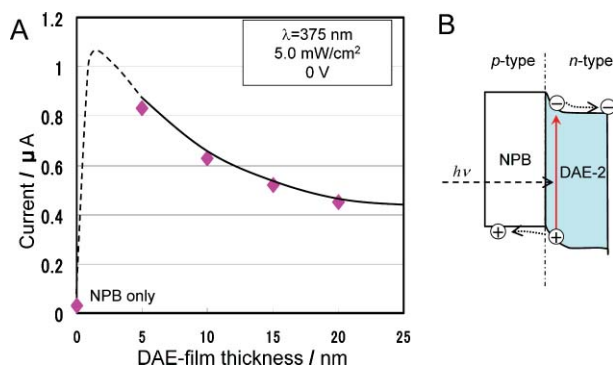 A
1.2
1
0.8
0.6
0.4
0.2
0
Current / μA
λ=375 nm
5.0 mW/cm²
0 V
NPB only
0 5 10 15 20 25
DAE-film thickness / nm
B
p-type n-type
NPB
DAE-2
hν
− −
+ +